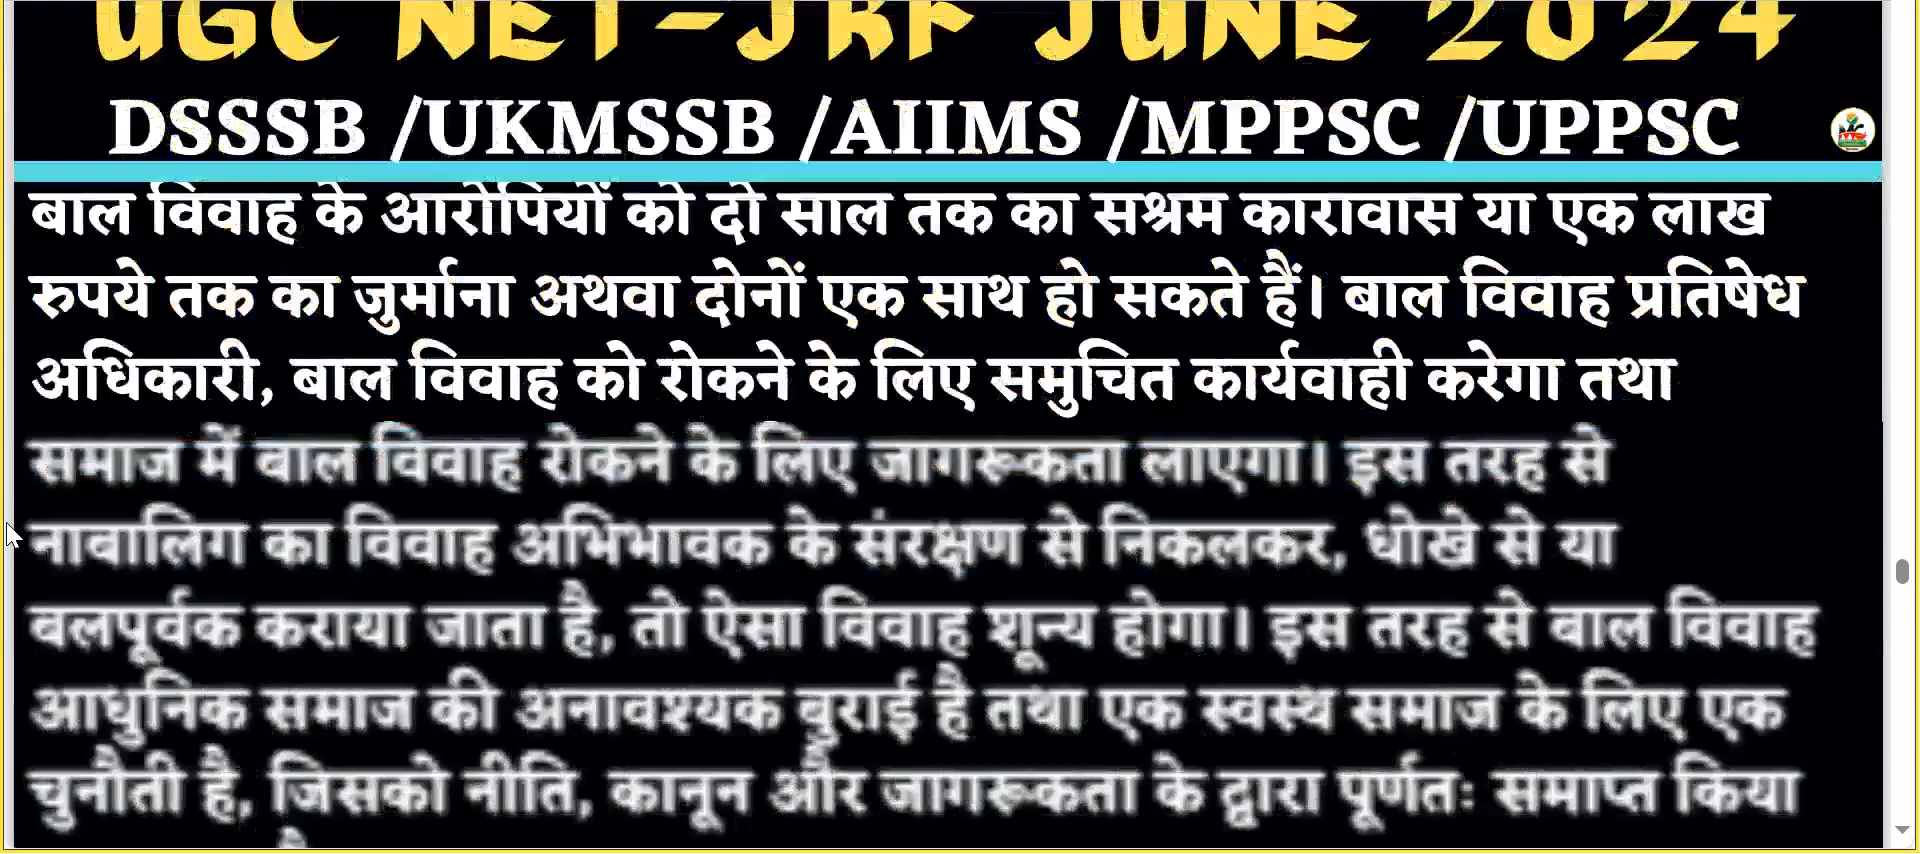 UGC NET-JRF JUNE 2024
DSSSB /UKMSSB /AIIMS /MPPSC /UPPSC
बाल विवाह के आरोपियों को दो साल तक का सश्रम कारावास या एक लाख
रुपये तक का जुर्माना अथवा दोनों एक साथ हो सकते हैं। बाल विवाह प्रतिषेध
अधिकारी, बाल विवाह को रोकने के लिए समुचित कार्यवाही करेगा तथा
समाज में बाल विवाह रोकने के लिए जागरूकता लाएगा। इस तरह से
नाबालिग का विवाह अभिभावक के संरक्षण से निकलकर, धोखे से या
बलपूर्वक कराया जाता है, तो ऐसा विवाह शून्य होगा। इस तरह से बाल विवाह
आधुनिक समाज की अनावश्यक बुराई है तथा एक स्वस्थ समाज के लिए एक
चुनौती है, जिसको नीति, कानून और जागरूकता के द्वारा पूर्णतः समाप्त किया